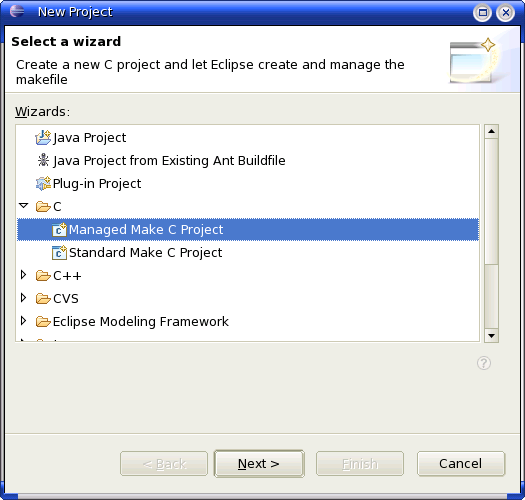 New Project
Select a wizard
Create a new C project and let Eclipse create and manage the
makefile
Wizards:
Java Project
Java Project from Existing Ant Buildfile
Plug-in Project
C
Managed Make C Project
Standard Make C Project
C++
CVS
Eclipse Modeling Framework
< Back
Next >
Finish
Cancel